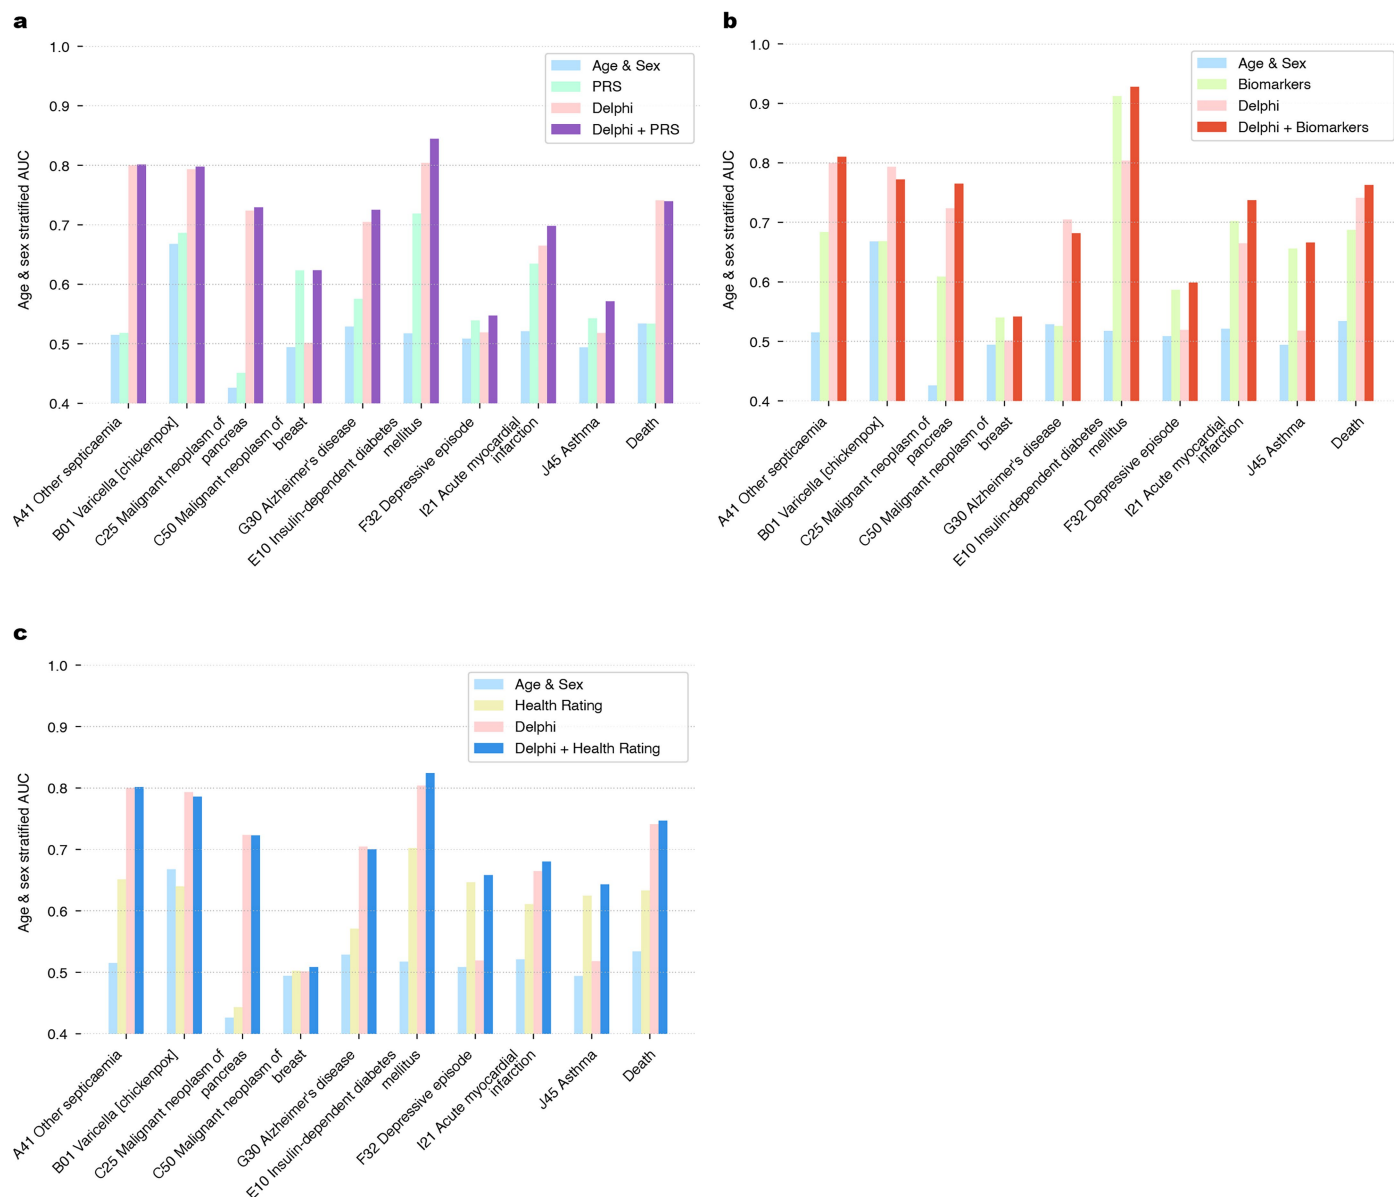 a
1.0
0.9
0.8
0.7
0.6
0.5
0.4
Age & sex stratified AUC
Age & Sex
PRS
Delphi
Delphi + PRS
A41 Other septicaemia
B01 Varicella [chickenpox]
C25 Malignant neoplasm of
pancreas
C50 Malignant neoplasm of
breast
G30 Alzheimer's disease
E10 Insulin-dependent diabetes
mellitus
F32 Depressive episode
I21 Acute myocardial
infarction
J45 Asthma
Death
b
1.0
0.9
0.8
0.7
0.6
0.5
0.4
Age & sex stratified AUC
Age & Sex
Biomarkers
Delphi
Delphi + Biomarkers
A41 Other septicaemia
B01 Varicella [chickenpox]
C25 Malignant neoplasm of
pancreas
C50 Malignant neoplasm of
breast
G30 Alzheimer's disease
E10 Insulin-dependent diabetes
mellitus
F32 Depressive episode
I21 Acute myocardial
infarction
J45 Asthma
Death
c
1.0
0.9
0.8
0.7
0.6
0.5
0.4
Age & sex stratified AUC
Age & Sex
Health Rating
Delphi
Delphi + Health Rating
A41 Other septicaemia
B01 Varicella [chickenpox]
C25 Malignant neoplasm of
pancreas
C50 Malignant neoplasm of
breast
G30 Alzheimer's disease
E10 Insulin-dependent diabetes
mellitus
F32 Depressive episode
I21 Acute myocardial
infarction
J45 Asthma
Death